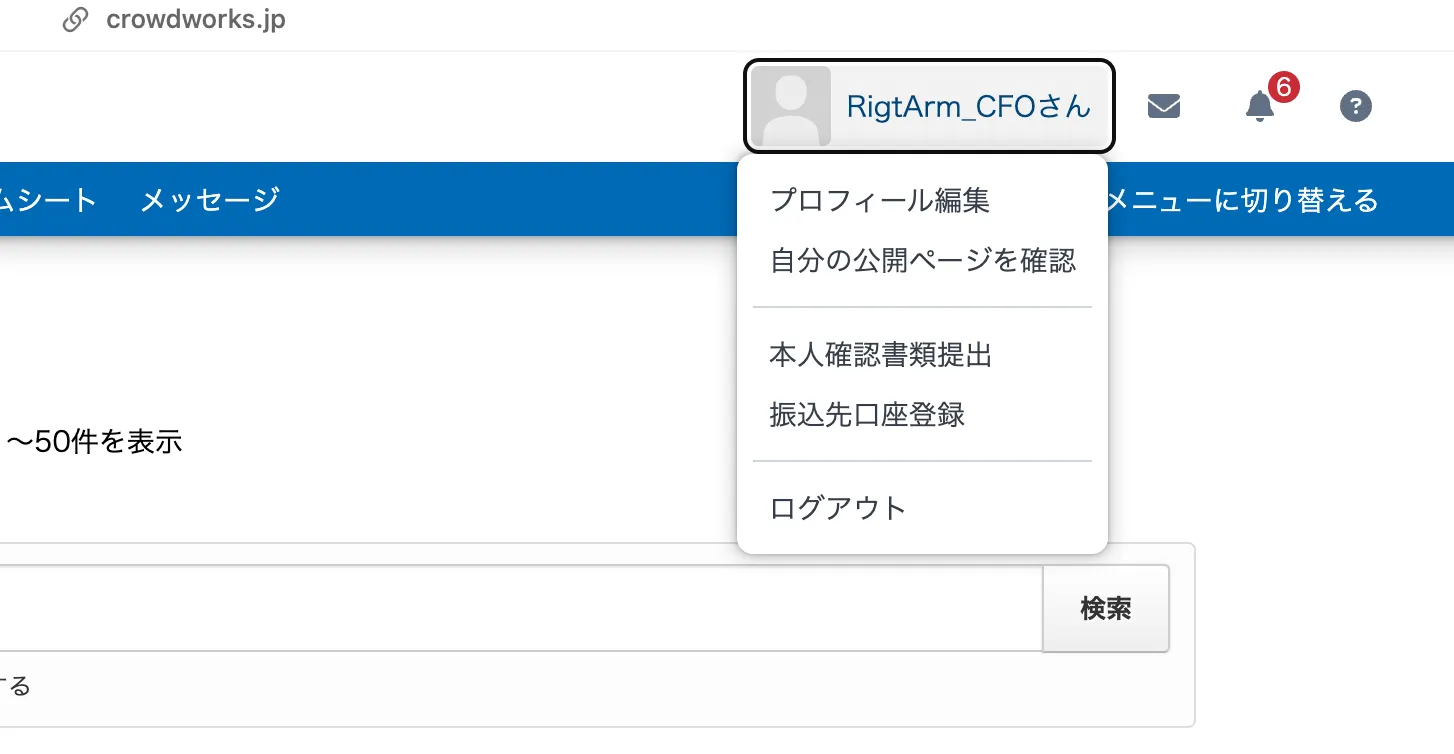 crowdworks.jp
RigtArm_CFOさん
6
ムシート
メッセージ
メニューに切り替える
プロフィール編集
自分の公開ページを確認
本人確認書類提出
振込先口座登録
ログアウト
〜50件を表示
検索
する